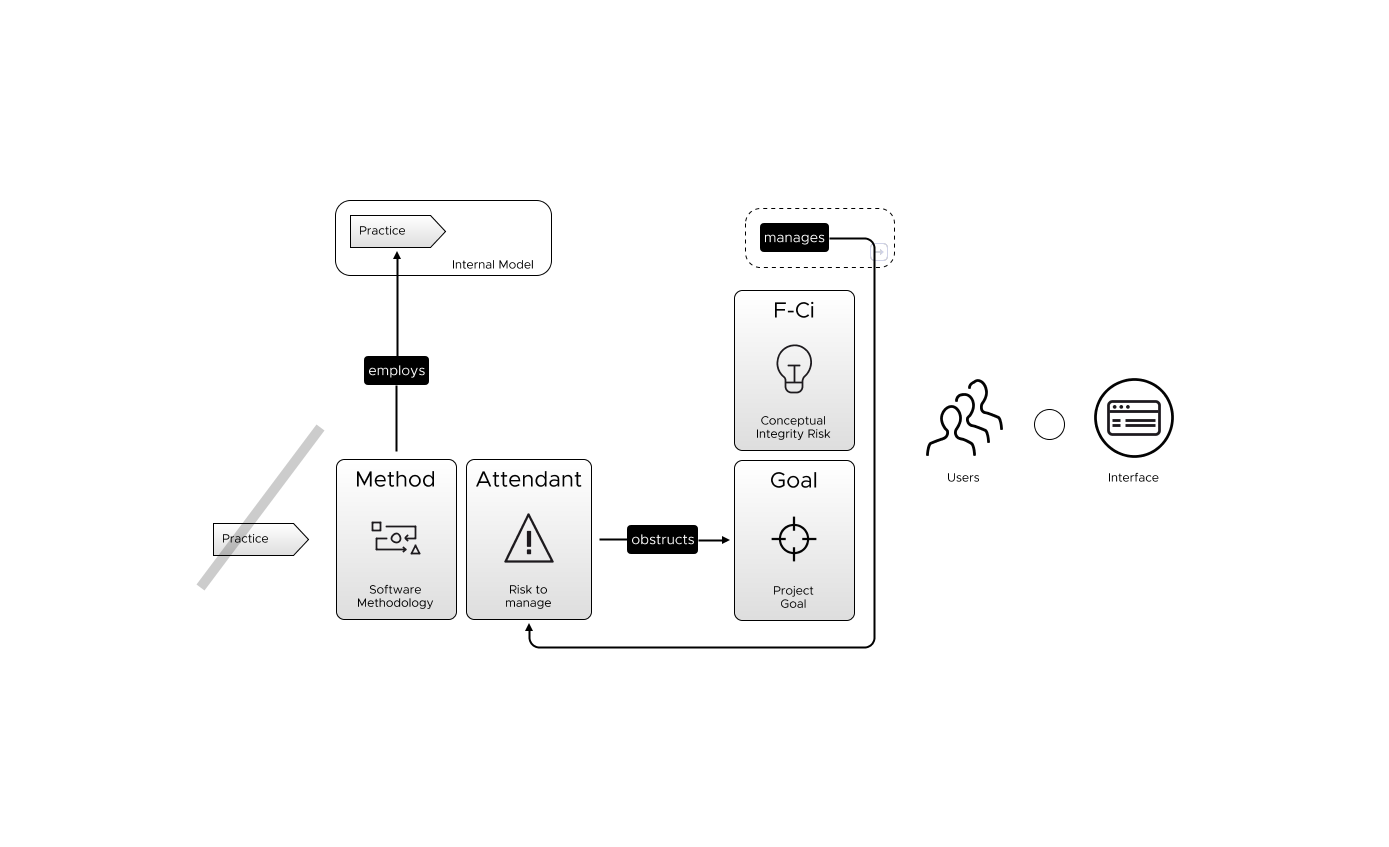 Practice
Internal Model
manages
F-Ci
Conceptual
Integrity Risk
employs
Users
Interface
Practice
Method
Software
Methodology
Attendant
Risk to
manage
obstructs
Goal
Project
Goal